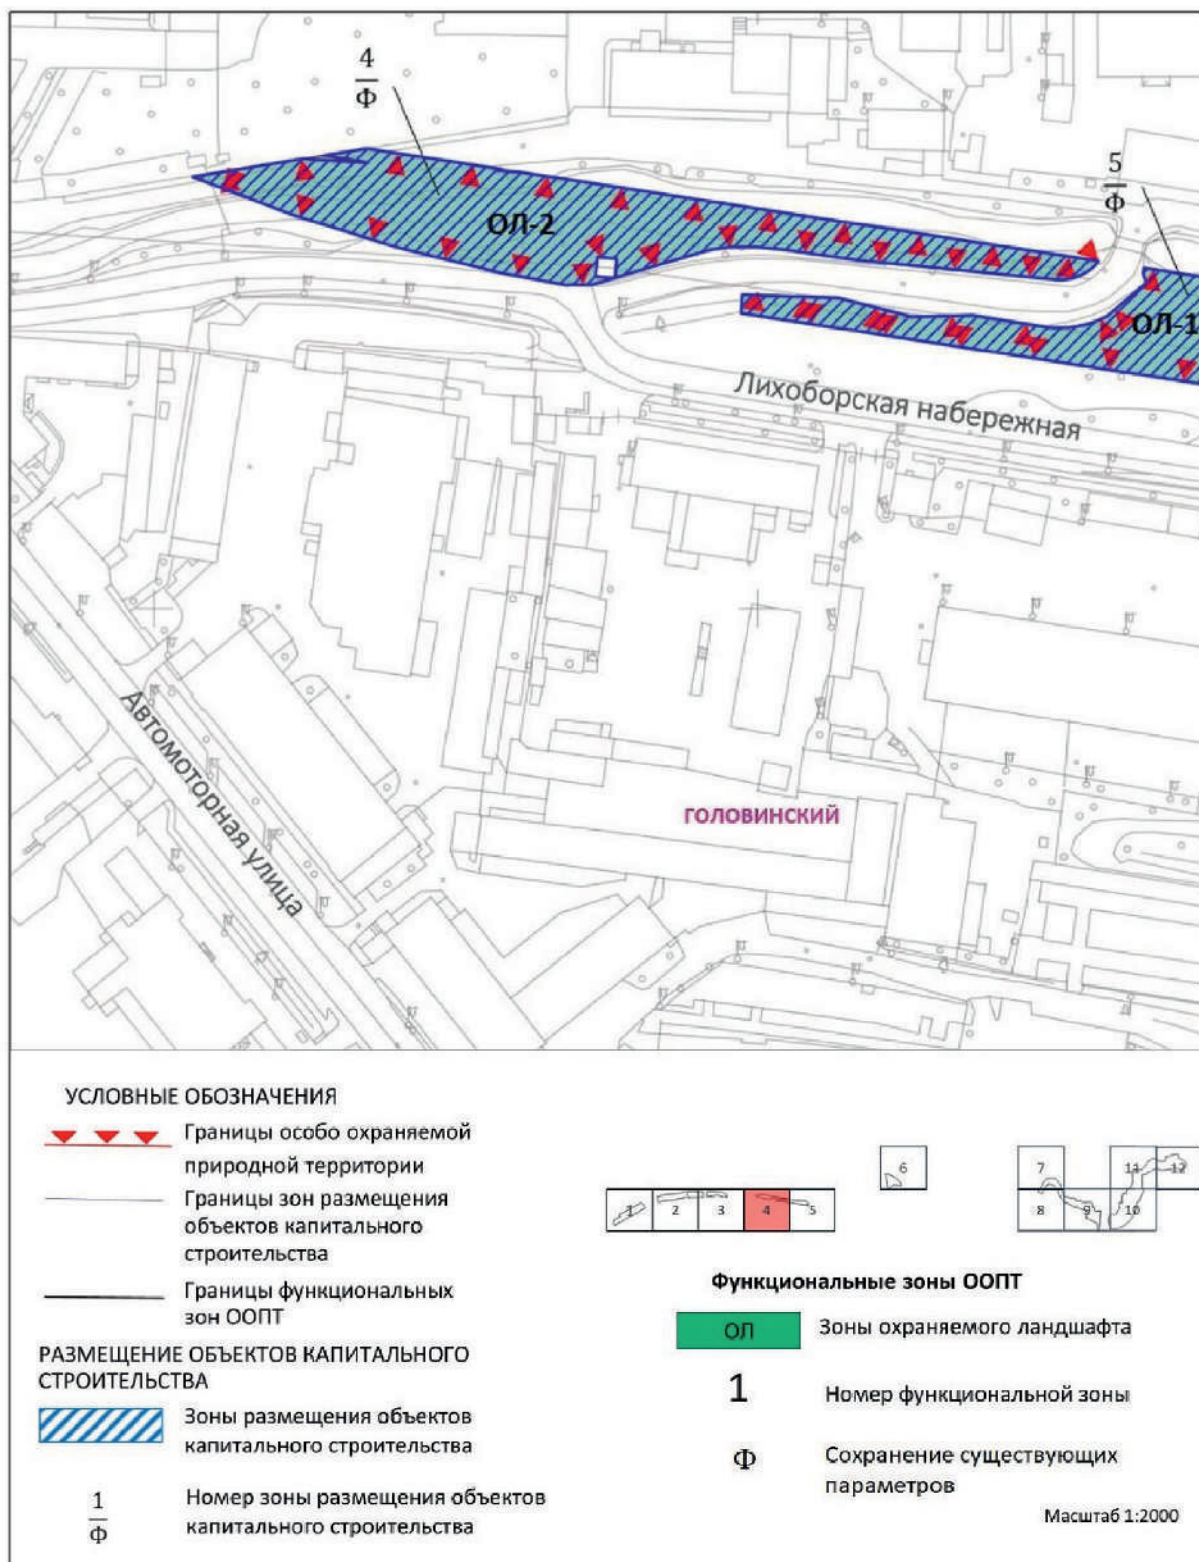 4
Ф
5
Ф
ОЛ-2
ОЛ-1
Лихоборская набережная
Автомоторная улица
ГОЛОВИНСКИЙ
УСЛОВНЫЕ ОБОЗНАЧЕНИЯ
Границы особо охраняемой
природной территории
Границы зон размещения
объектов капитального
строительства
Границы функциональных
зон ООПТ
РАЗМЕЩЕНИЕ ОБЪЕКТОВ КАПИТАЛЬНОГО
СТРОИТЕЛЬСТВА
Зоны размещения объектов
капитального строительства
1
Ф
Номер зоны размещения объектов
капитального строительства
6 7 11 12
1 2 3 4 5 8 9 10
Функциональные зоны ООПТ
ОЛ Зоны охраняемого ландшафта
1 Номер функциональной зоны
Ф Сохранение существующих
параметров
Масштаб 1:2000